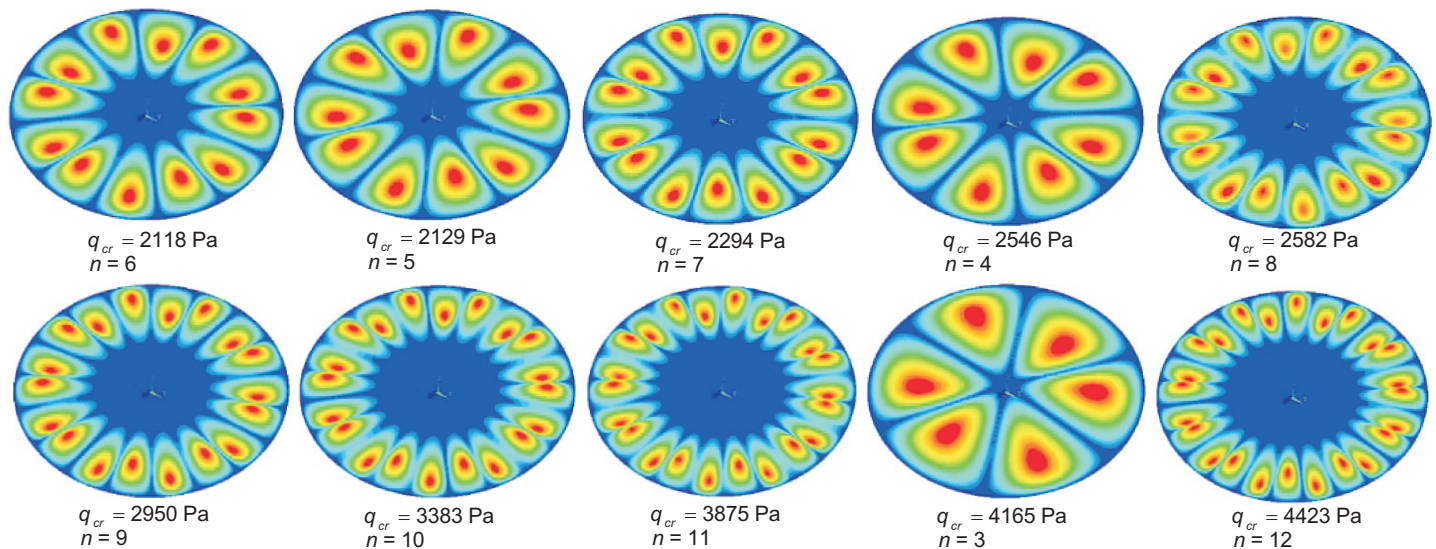 q_cr = 2118 Pa
n = 6
q_cr = 2129 Pa
n = 5
q_cr = 2294 Pa
n = 7
q_cr = 2546 Pa
n = 4
q_cr = 2582 Pa
n = 8
q_cr = 2950 Pa
n = 9
q_cr = 3383 Pa
n = 10
q_cr = 3875 Pa
n = 11
q_cr = 4165 Pa
n = 3
q_cr = 4423 Pa
n = 12